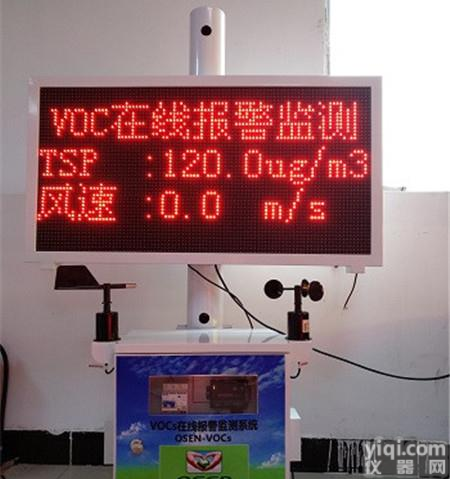 VOC在线报警监测
TSP :120.0ug/m3
风速 :0.0 m/s
VOCs在线报警监测系统
OSEN-VOCs
OSEN
yiqi.com
仪器网